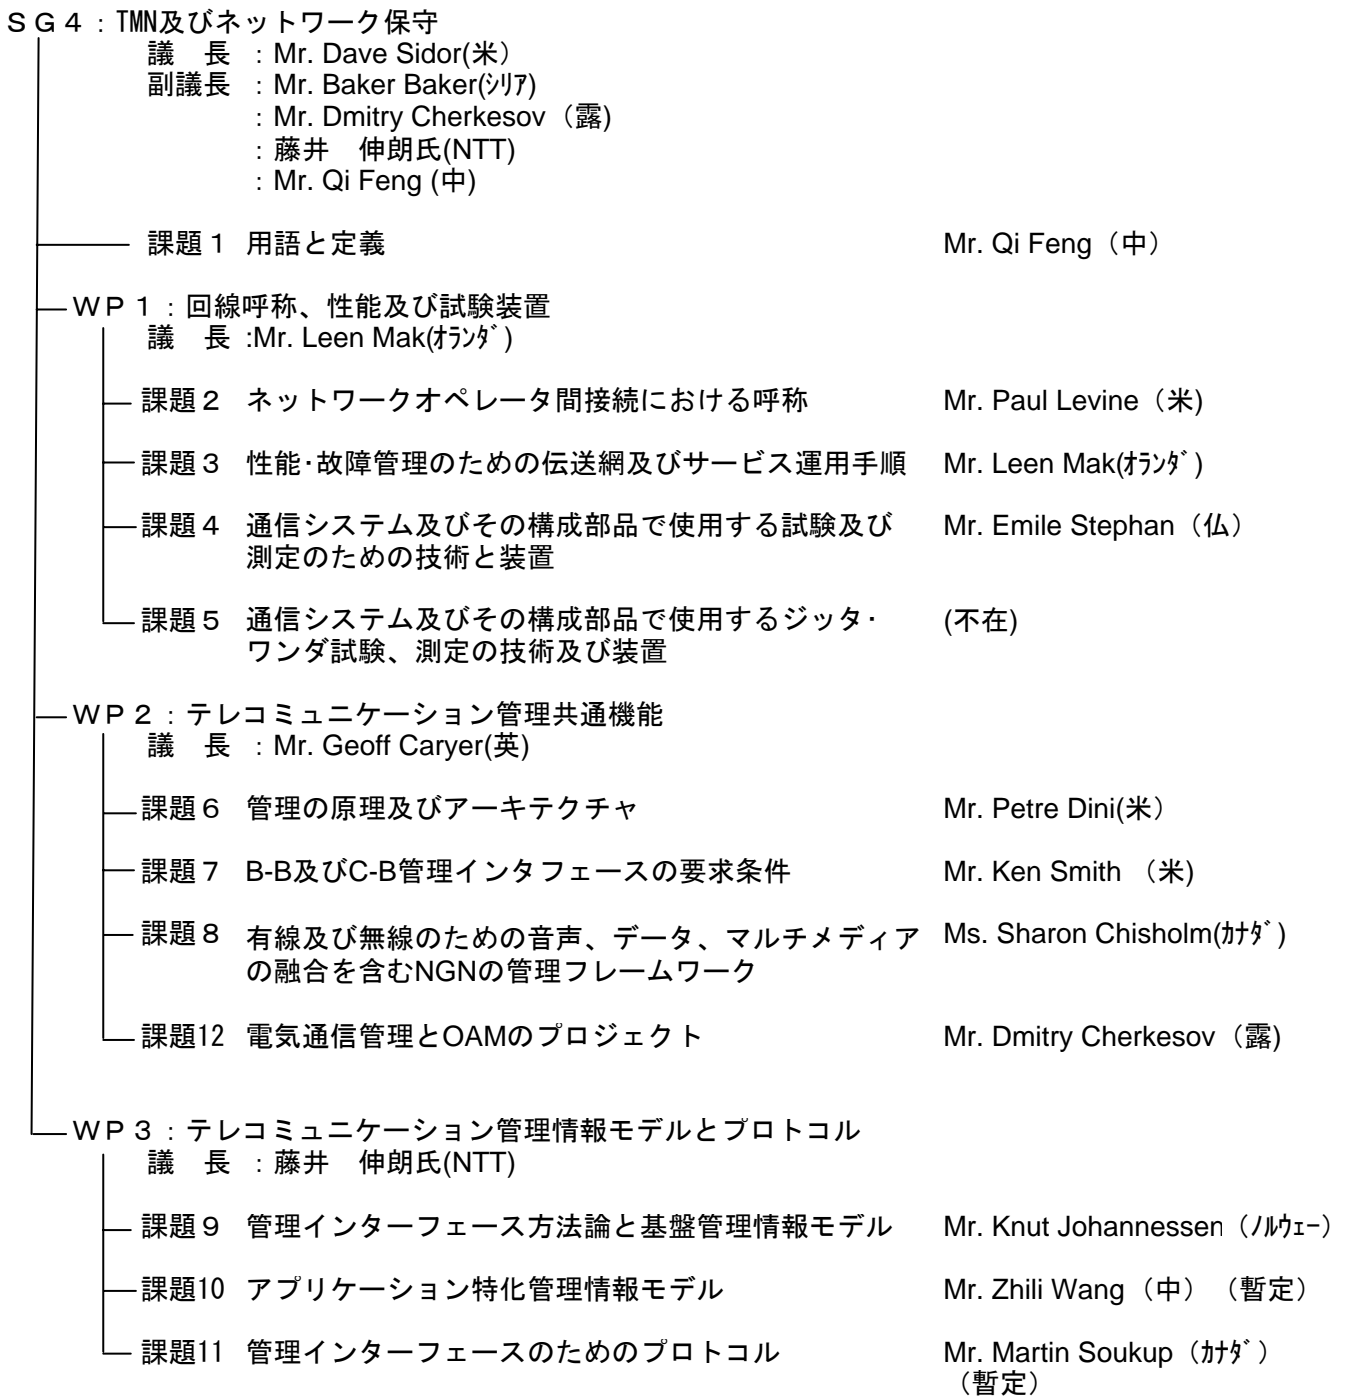 ＳＧ４：TMN及びネットワーク保守
議　長　：Mr. Dave Sidor(米）
副議長　：Mr. Baker Baker(ｼﾘｱ)
：Mr. Dmitry Cherkesov（露)
：藤井　伸朗氏(NTT)
：Mr. Qi Feng (中)
課題１　用語と定義　Mr. Qi Feng（中）
ＷＰ１：回線呼称、性能及び試験装置
議　長 :Mr. Leen Mak(ｵﾗﾝﾀﾞ)
課題２　ネットワークオペレータ間接続における呼称　Mr. Paul Levine（米)
課題３　性能･故障管理のための伝送網及びサービス運用手順　Mr. Leen Mak(ｵﾗﾝﾀﾞ)
課題４　通信システム及びその構成部品で使用する試験及び　Mr. Emile Stephan（仏）
測定のための技術と装置
課題５　通信システム及びその構成部品で使用するジッタ･　(不在)
ワンダ試験、測定の技術及び装置
ＷＰ２：テレコミュニケーション管理共通機能
議　長　：Mr. Geoff Caryer(英)
課題６　管理の原理及びアーキテクチャ　Mr. Petre Dini(米）
課題７　B-B及びC-B管理インタフェースの要求条件　Mr. Ken Smith （米)
課題８　有線及び無線のための音声、データ、マルチメディア　Ms. Sharon Chisholm(ｶﾅﾀﾞ)
の融合を含むNGNの管理フレームワーク
課題12　電気通信管理とOAMのプロジェクト　Mr. Dmitry Cherkesov（露)
ＷＰ３：テレコミュニケーション管理情報モデルとプロトコル
議　長　：藤井　伸朗氏(NTT)
課題９　管理インターフェース方法論と基盤管理情報モデル　Mr. Knut Johannessen（ﾉﾙｳｪｰ）
課題10　アプリケーション特化管理情報モデル　Mr. Zhili Wang（中）（暫定）
課題11　管理インターフェースのためのプロトコル　Mr. Martin Soukup（ｶﾅﾀﾞ）
（暫定）